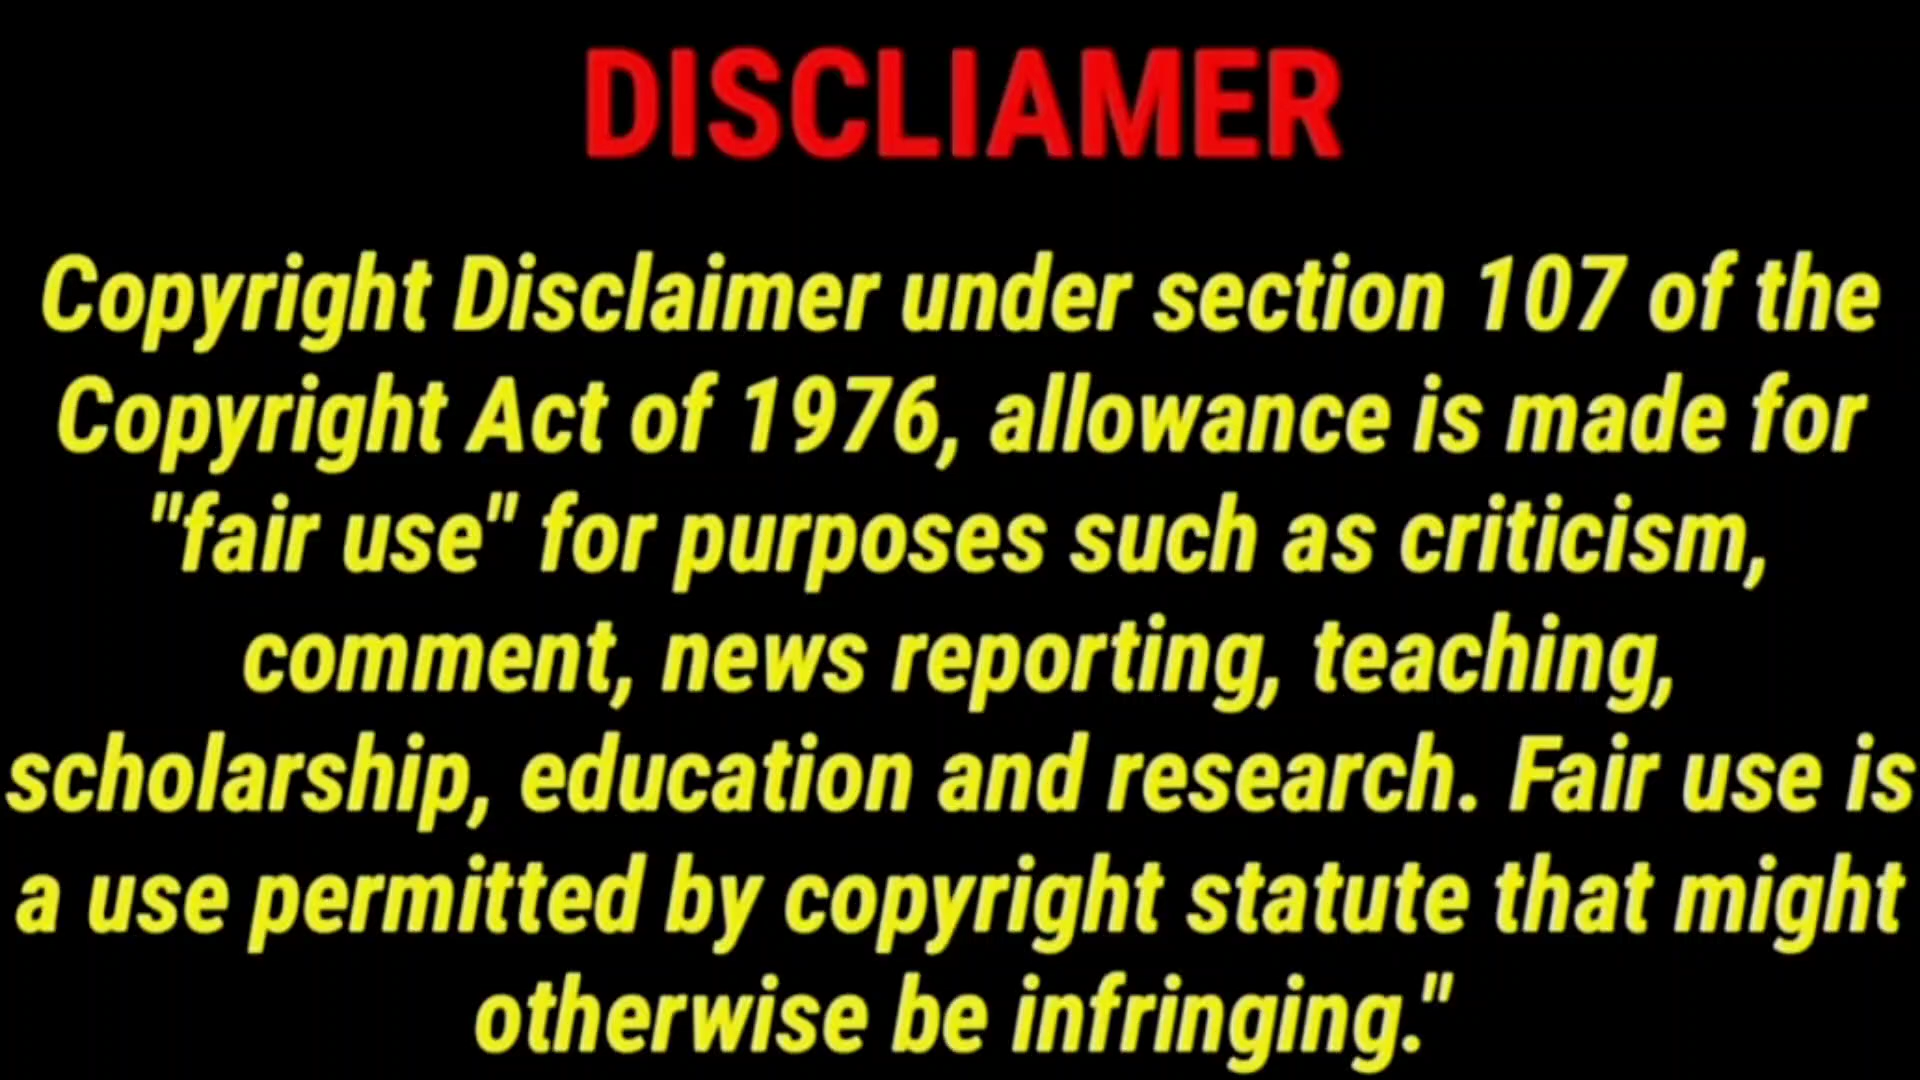 DISCLIAMER
Copyright Disclaimer under section 107 of the
Copyright Act of 1976, allowance is made for
"fair use" for purposes such as criticism,
comment, news reporting, teaching,
scholarship, education and research. Fair use is
a use permitted by copyright statute that might
otherwise be infringing."